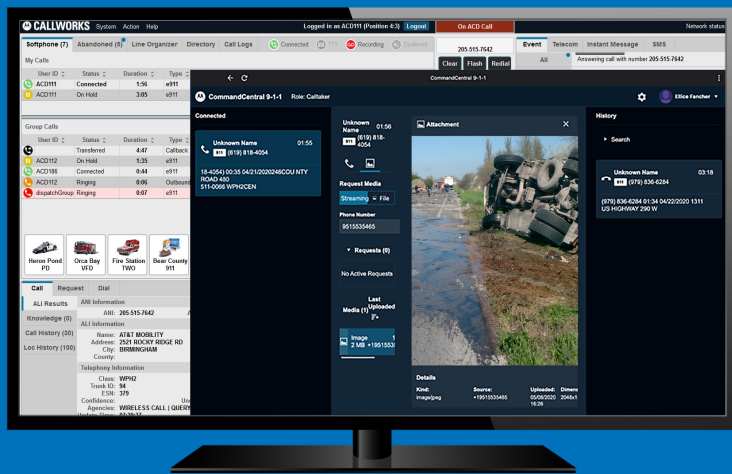 CALLWORKS System Action Help Logged in as ACD111 (Position 4:3) Logout On ACD Call Network status
Softphone (7) Abandoned (5) Line Organizer Directory Call Logs Connected TTY Recording Deafened 205-515-7642 Event Telecom Instant Message SMS
My Calls Clear Flash Redial All Answering call with number 205-515-7642
User ID Status Duration Type
ACD111 Connected 1:56 e911
ACD111 On Hold 3:05 e911
Group Calls
User ID Status Duration Type
Transferred 4:47 Callback
ACD112 On Hold 1:35 e911
ACD186 Connected 0:44 e911
ACD112 Ringing 0:06 Outbound
dispatchGroup Ringing 0:07 e911
Heron Pond PD
Orca Bay VFD
Fire Station TWO
Bear County 911
Call Request Dial
ALI Results
Knowledge (0)
Call History (30)
Loc History (100)
ANI Information
ANI: 205-515-7642
ALI Information
Name: AT&T MOBILITY
Address: 2521 ROCKY RIDGE RD
City: BIRMINGHAM
County:
Telephony Information
Class: WPH2
Trunk ID: 94
ESN: 379
Confidence:
Agencies: WIRELESS CALL | QUERY
Update Time:
CommandCentral 9-1-1
CommandCentral 9-1-1 Role: Calltaker Ellice Fancher
Connected
Unknown Name 01:55
911 (619) 818-4054
18-4054) 00:35 04/21/2020246COU NTY
ROAD 480
511-0066 WPH2CEN
Unknown
Name 01:56
911 (619) 818-
4054
Request Media
Streaming File
Phone Number
9515535465
Requests (0)
No Active Requests
Media (1) Last
Uploaded
Image 1
2 MB +1951553
Attachment
Details
Kind: Source: Uploaded: Dimens
image/jpeg +19515535465 05/08/2020 2048x1
16:26
History
Search
Unknown Name 03:18
911 (979) 836-6284
(979) 836-6284 01:34 04/22/2020 1311
US HIGHWAY 290 W